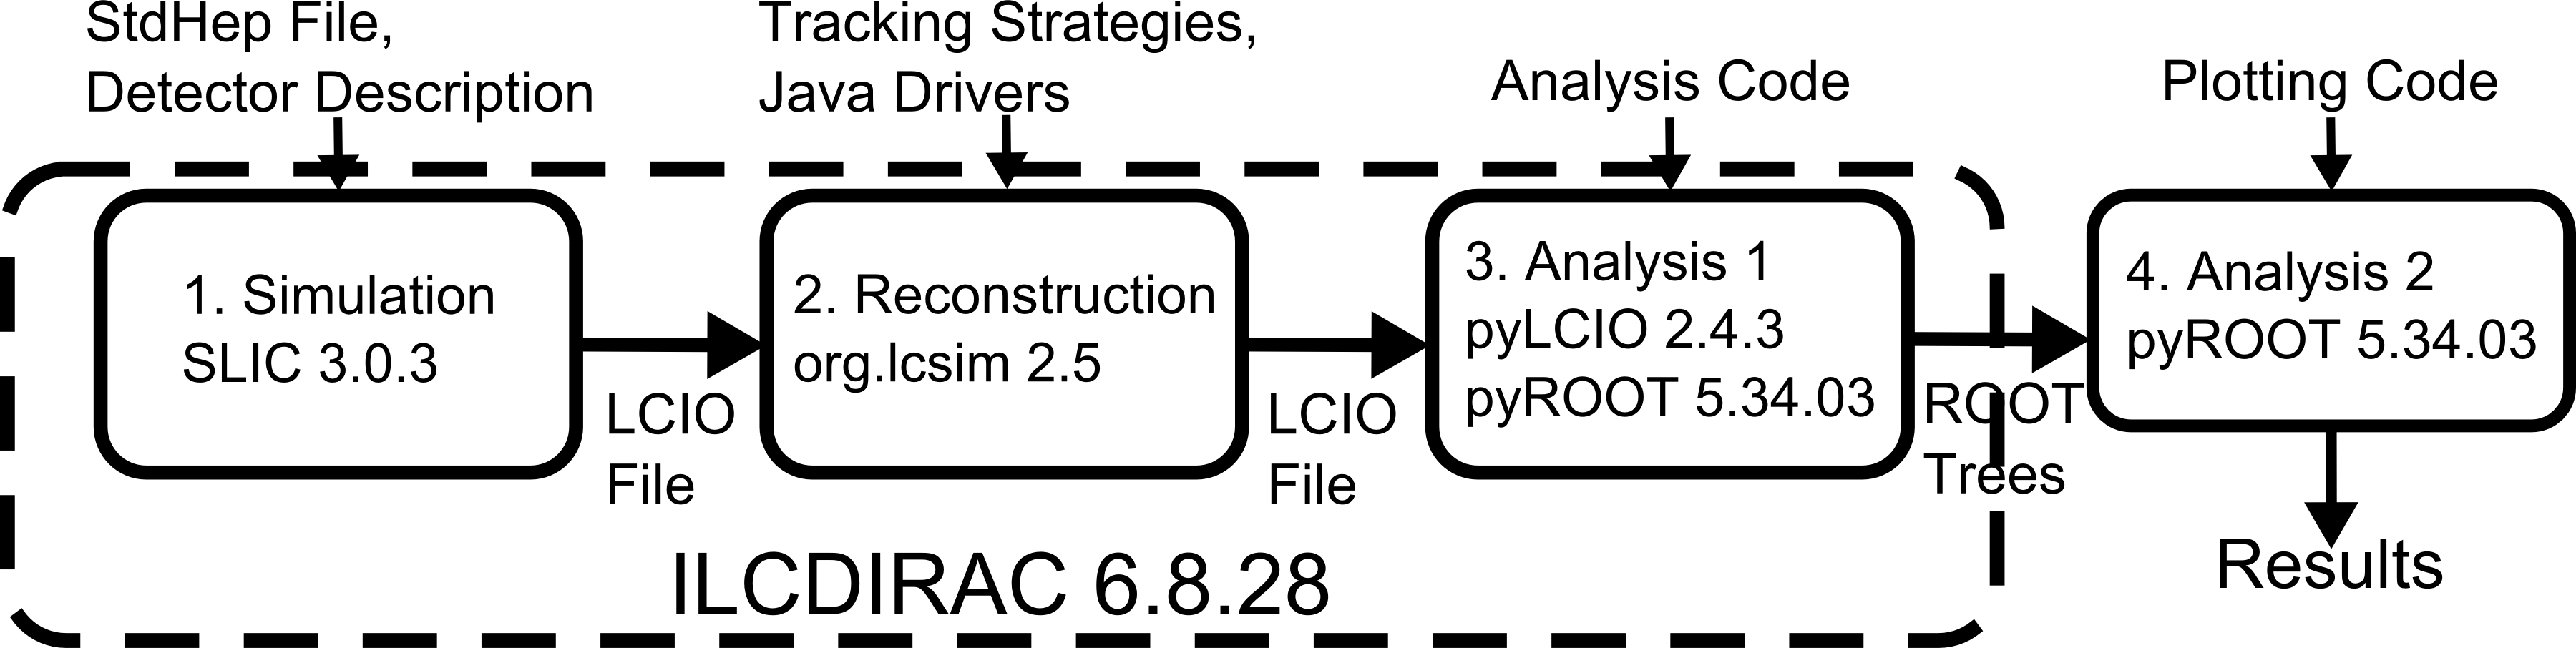 StdHep File,
Detector Description
Tracking Strategies,
Java Drivers
Analysis Code
Plotting Code
1. Simulation
SLIC 3.0.3
LCIO
File
2. Reconstruction
org.lcsim 2.5
LCIO
File
3. Analysis 1
pyLCIO 2.4.3
pyROOT 5.34.03
ROOT
Trees
4. Analysis 2
pyROOT 5.34.03
Results
ILCDIRAC 6.8.28